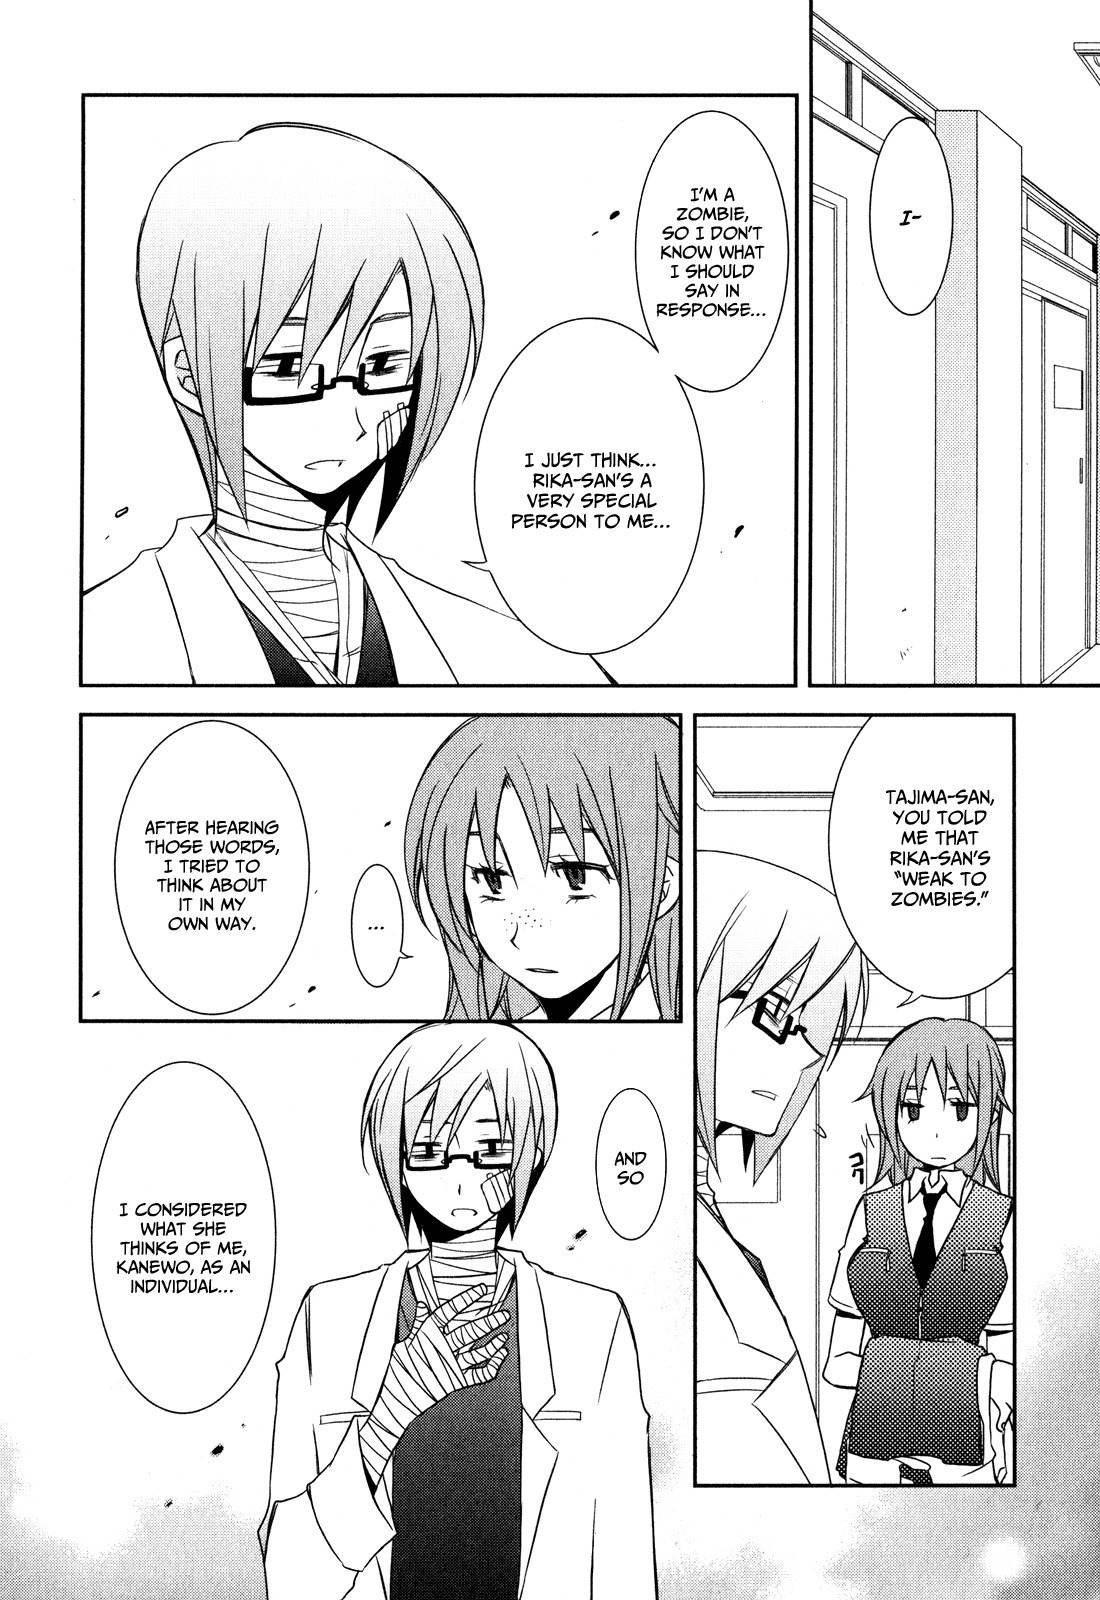 I-
I'M A
ZOMBIE,
SO I DON'T
KNOW WHAT
I SHOULD
SAY IN
RESPONSE...
I JUST THINK...
RIKA-SAN'S A
VERY SPECIAL
PERSON TO ME...
TAJIMA-SAN,
YOU TOLD
ME THAT
RIKA-SAN'S
"WEAK TO
ZOMBIES."
コク
...
AFTER HEARING
THOSE WORDS,
I TRIED TO
THINK ABOUT
IT IN MY
OWN WAY.
AND
SO
I CONSIDERED
WHAT SHE
THINKS OF ME,
KANEWO, AS AN
INDIVIDUAL...